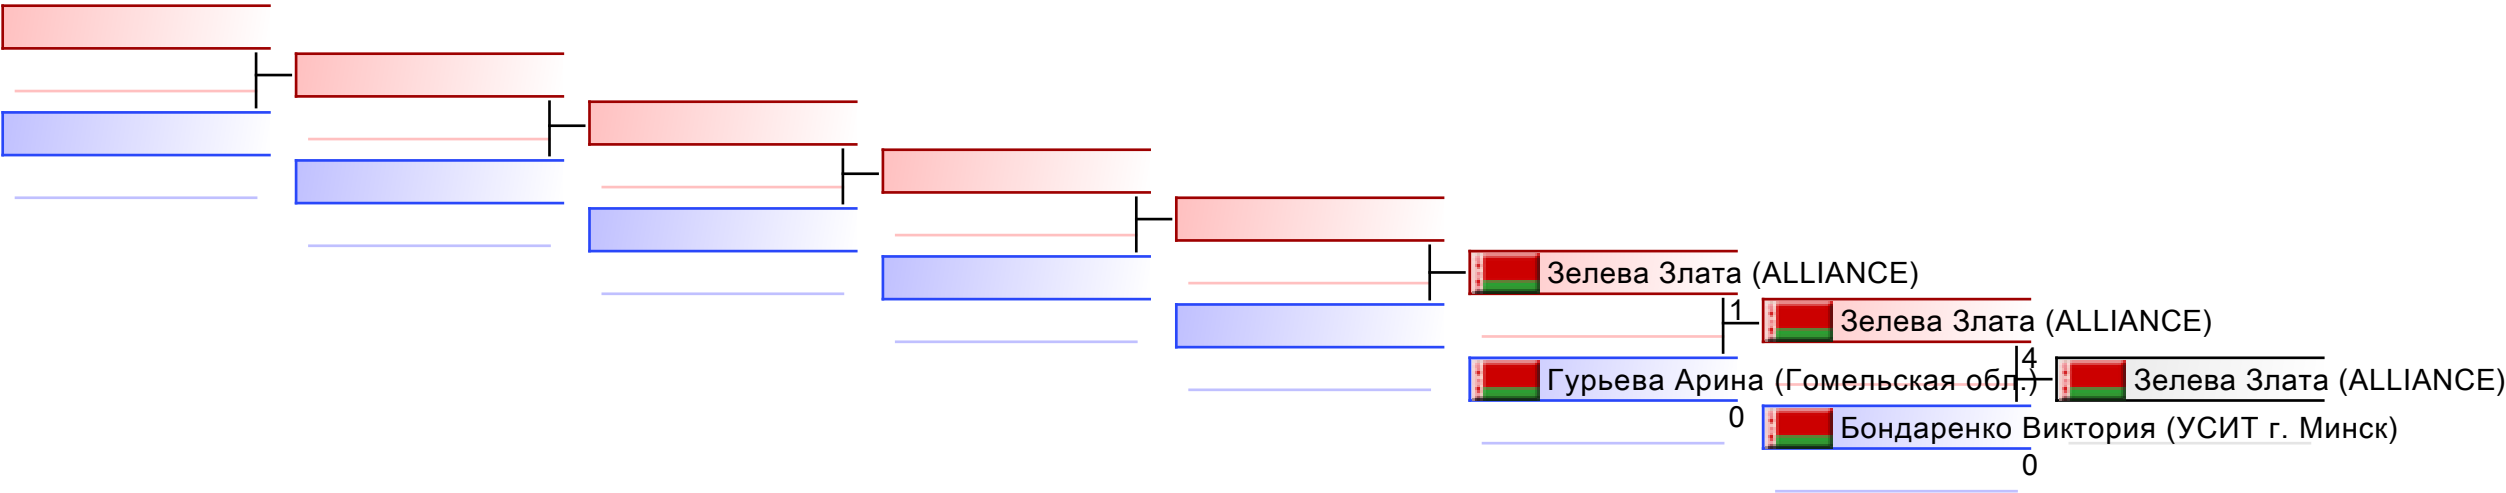 Зелева Злата (ALLIANCE)
1
Зелева Злата (ALLIANCE)
4
Гурьева Арина (Гомельская обл.)
Зелева Злата (ALLIANCE)
0
Бондаренко Виктория (УСИТ г. Минск)
0